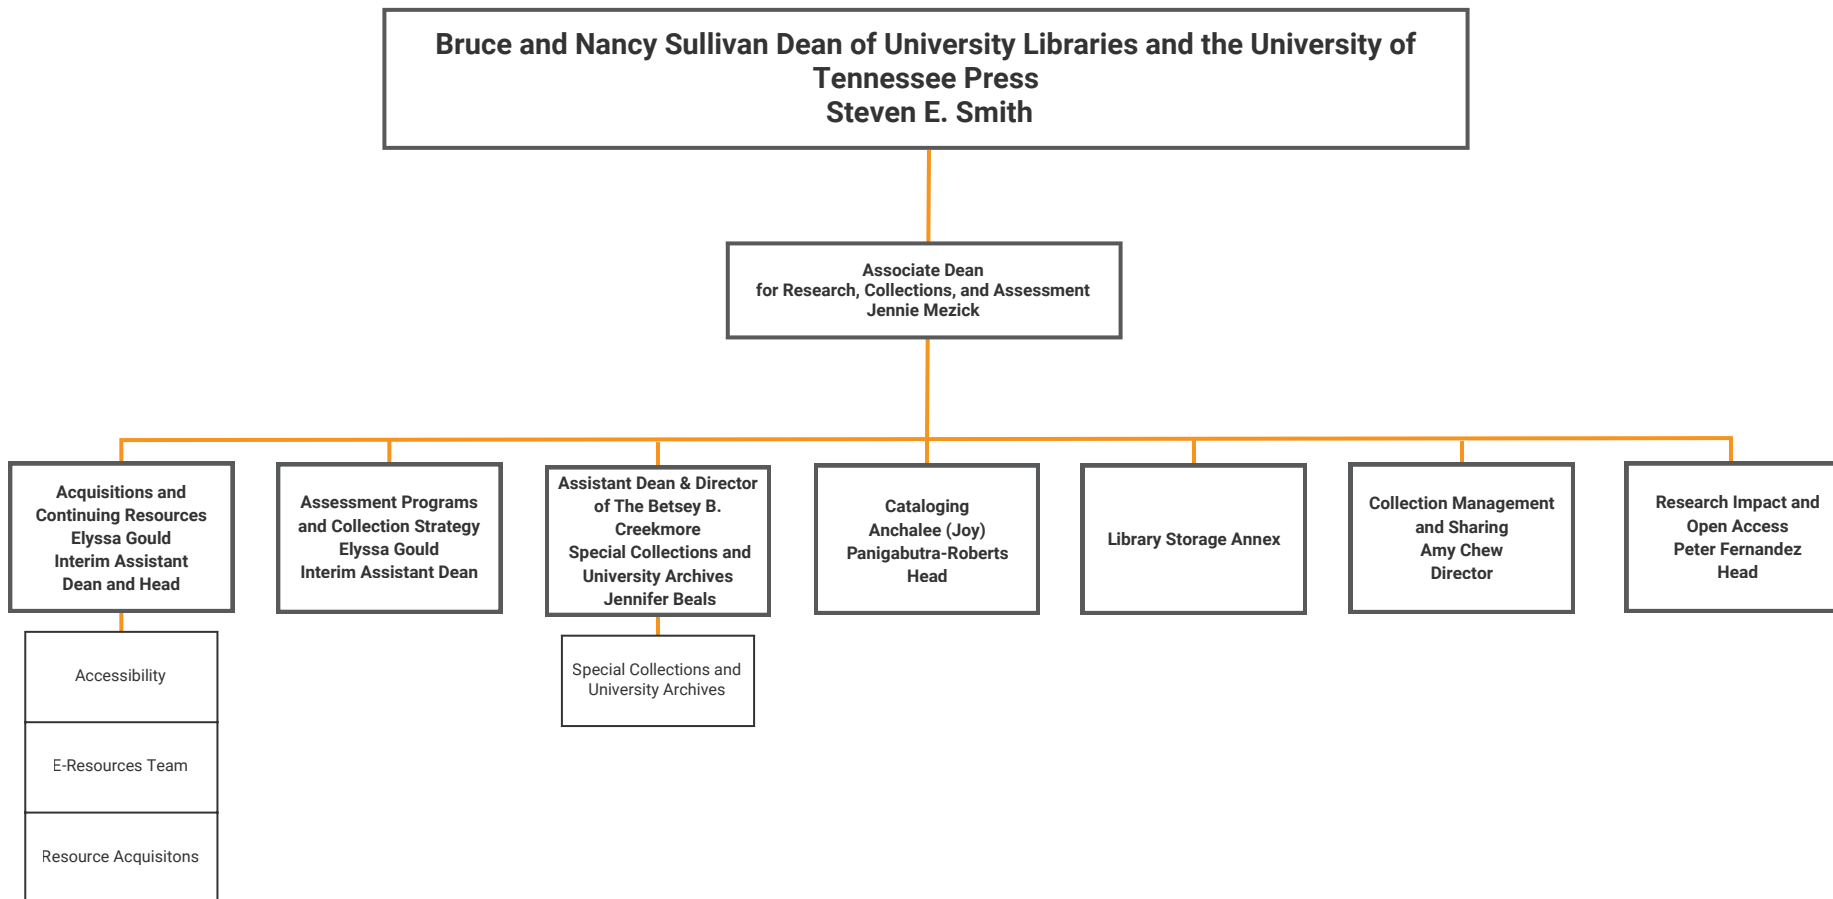 Bruce and Nancy Sullivan Dean of University Libraries and the University of
Tennessee Press
Steven E. Smith
Associate Dean
for Research, Collections, and Assessment
Jennie Mezick
Acquisitions and
Continuing Resources
Elyssa Gould
Interim Assistant
Dean and Head
Assessment Programs
and Collection Strategy
Elyssa Gould
Interim Assistant Dean
Assistant Dean & Director
of The Betsey B.
Creekmore
Special Collections and
University Archives
Jennifer Beals
Cataloging
Anchalee (Joy)
Panigabutra-Roberts
Head
Library Storage Annex
Collection Management
and Sharing
Amy Chew
Director
Research Impact and
Open Access
Peter Fernandez
Head
Accessibility
E-Resources Team
Resource Acquisitons
Special Collections and
University Archives